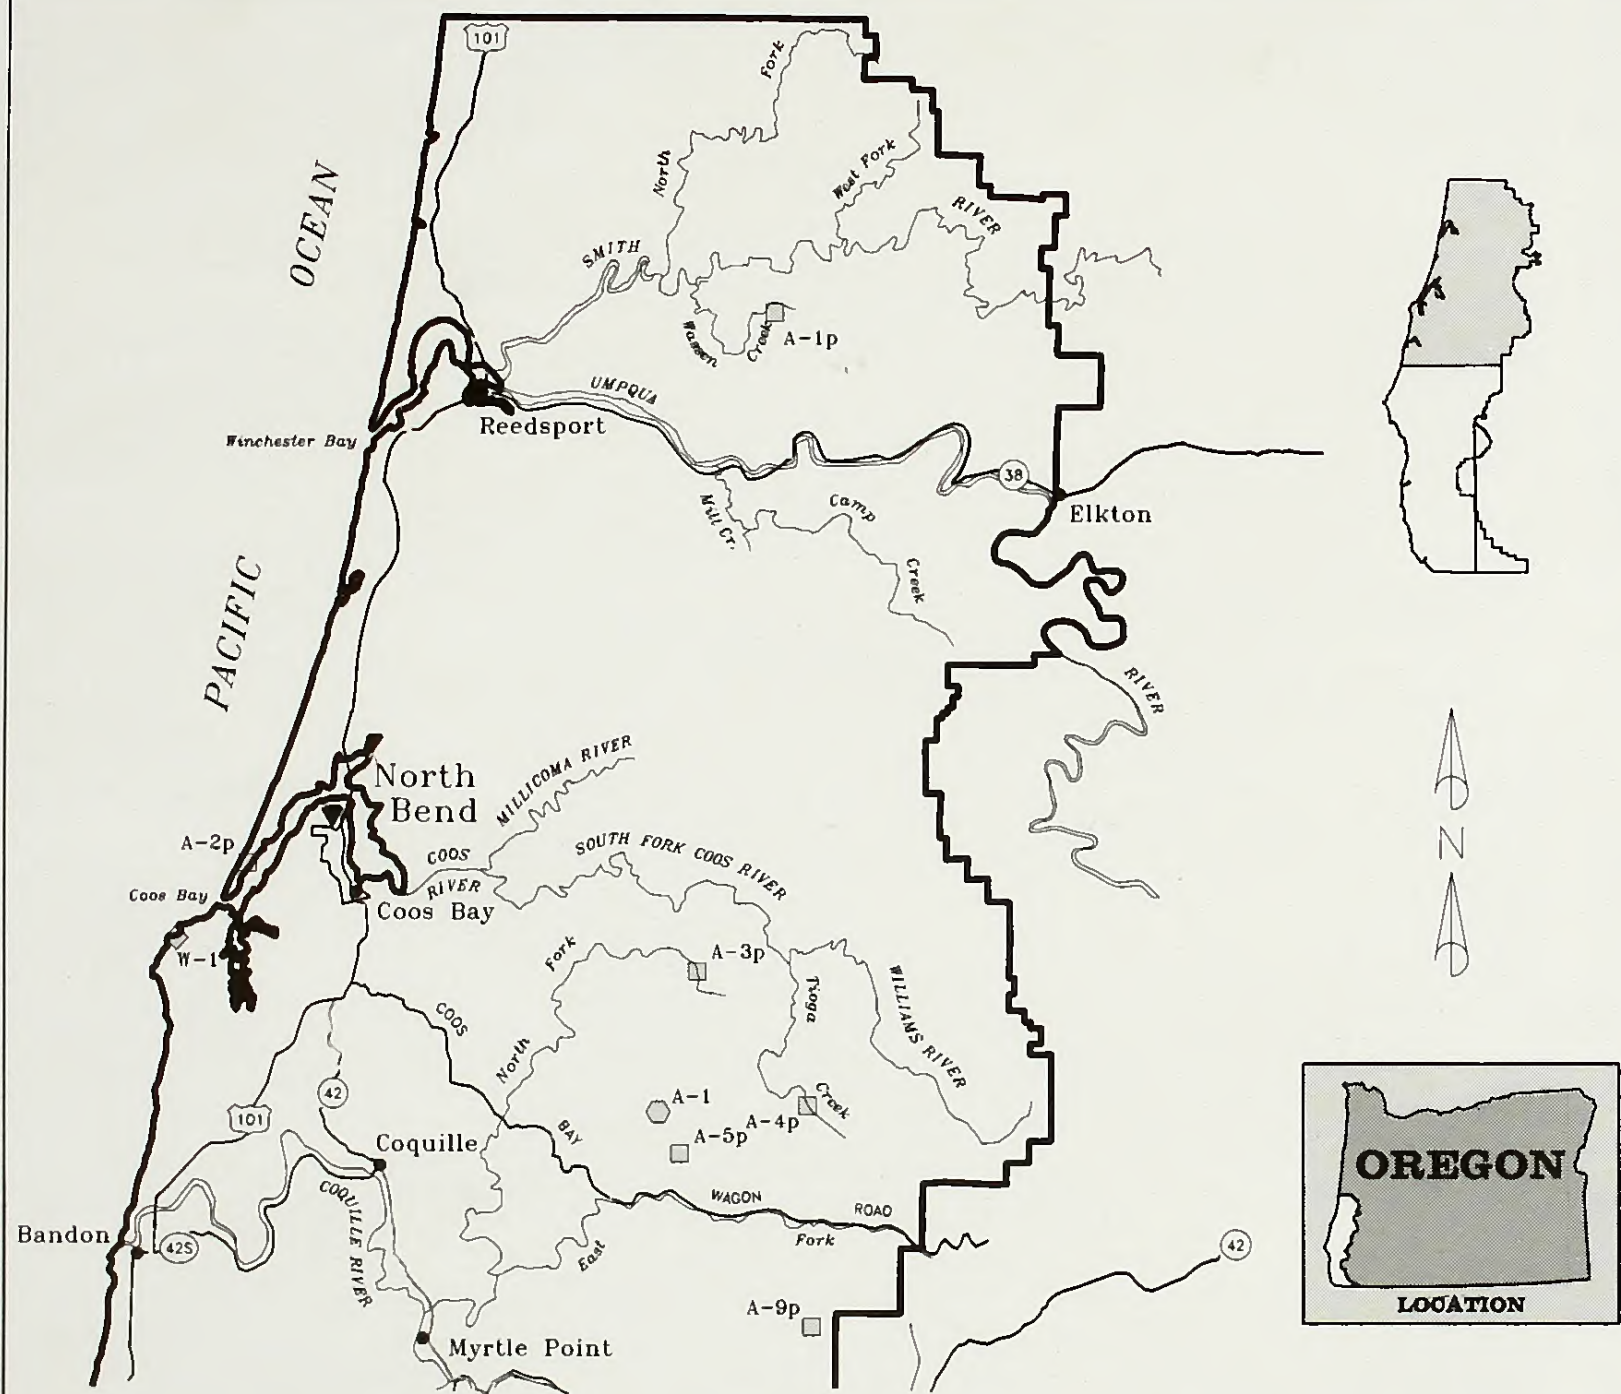 101
Fork
North
West Fork
RIVER
OCEAN
SMITH
Wassen
Creek
A-1p
UMPQUA
Reedsport
Winchester Bay
38
Mill Cr.
Camp
Elkton
Creek
PACIFIC
RIVER
North
Bend
MILLICOMA RIVER
A-2p
COOS
RIVER
SOUTH FORK COOS RIVER
N
Coos Bay
Coos Bay
W-1
Fork
A-3p
Tioga
WILLIAMS RIVER
COOS
North
42
101
A-1
A-5p
A-4p
Creek
BAY
Coquille
OREGON
COQUILLE RIVER
WAGON
ROAD
Bandon
42S
East
Fork
42
LOCATION
A-9p
Myrtle Point